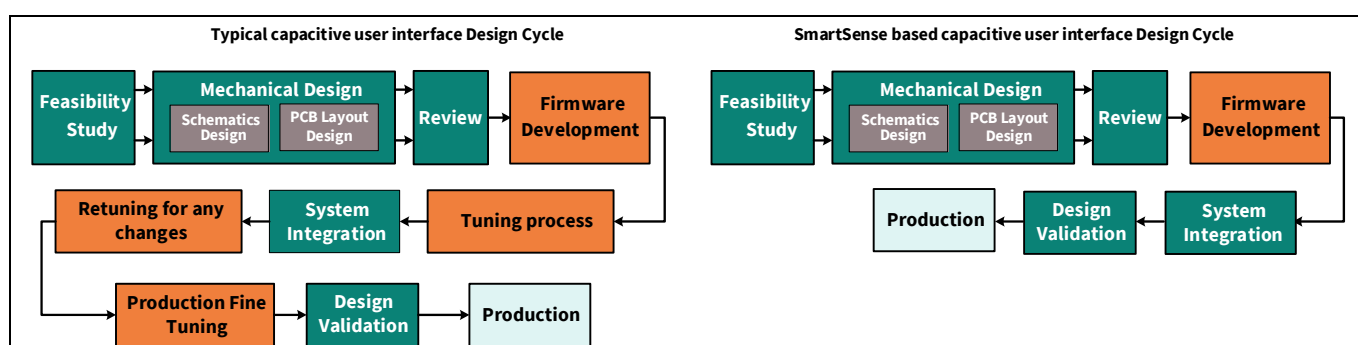 Typical capacitive user interface Design Cycle
Feasibility
Study
Mechanical Design
Schematics
Design
PCB Layout
Design
Review
Firmware
Development
Retuning for any
changes
System
Integration
Tuning process
Production Fine
Tuning
Design
Validation
Production
SmartSense based capacitive user interface Design Cycle
Feasibility
Study
Mechanical Design
Schematics
Design
PCB Layout
Design
Review
Firmware
Development
Production
Design
Validation
System
Integration